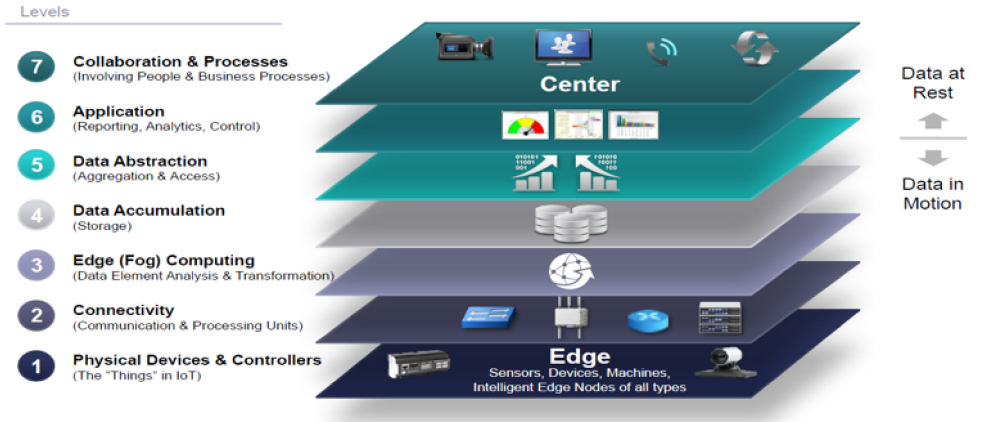 Levels
7
Collaboration & Processes
(Involving People & Business Processes)
6
Application
(Reporting, Analytics, Control)
5
Data Abstraction
(Aggregation & Access)
4
Data Accumulation
(Storage)
3
Edge (Fog) Computing
(Data Element Analysis & Transformation)
2
Connectivity
(Communication & Processing Units)
1
Physical Devices & Controllers
(The "Things" in IoT)
Center
010101
11001
001
Edge
Sensors, Devices, Machines,
Intelligent Edge Nodes of all types
Data at
Rest
Data in
Motion